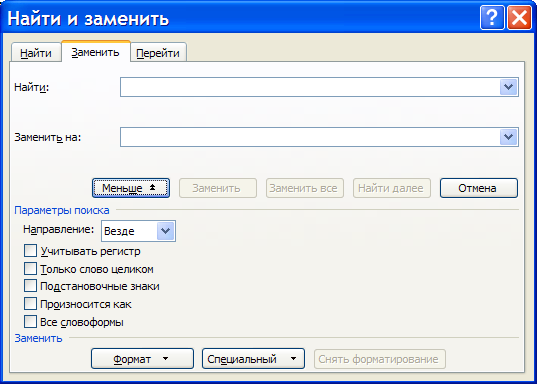 Найти и заменить
Найти Заменить Перейти
Найти:
Заменить на:
Меньше Заменить Заменить все Найти далее Отмена
Параметры поиска
Направление: Везде
Учитывать регистр
Только слово целиком
Подстановочные знаки
Произносится как
Все словоформы
Заменить
Формат Специальный Снять форматирование